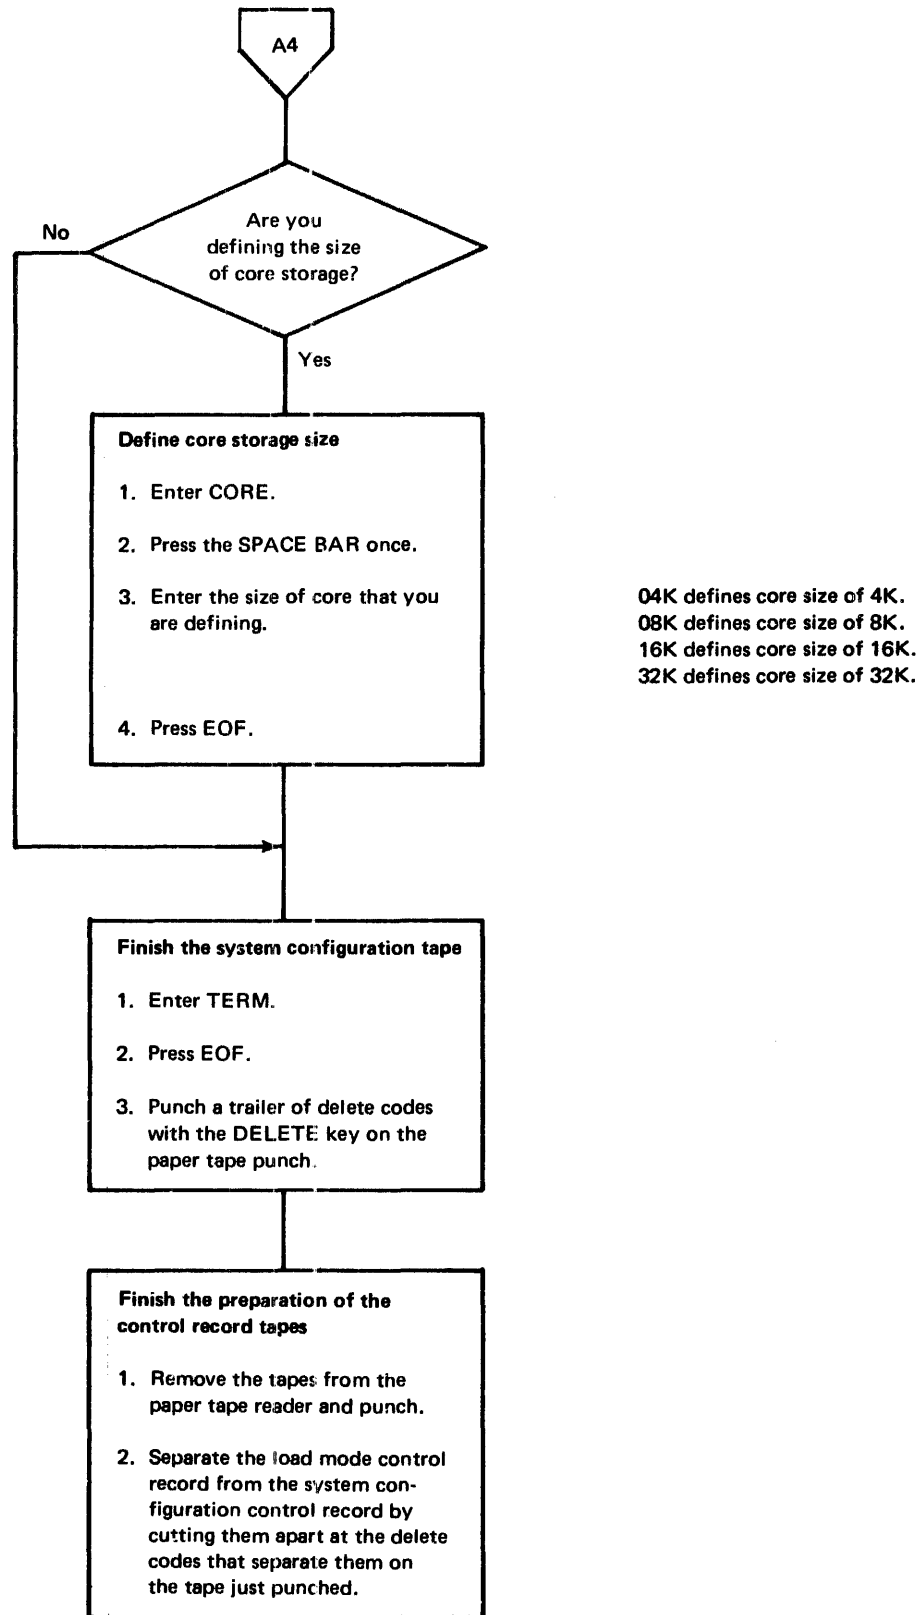 A4
Are you
defining the size
of core storage?
No
Yes
Define core storage size
1. Enter CORE.
2. Press the SPACE BAR once.
3. Enter the size of core that you
are defining.
04K defines core size of 4K.
08K defines core size of 8K.
16K defines core size of 16K.
32K defines core size of 32K.
4. Press EOF.
Finish the system configuration tape
1. Enter TERM.
2. Press EOF.
3. Punch a trailer of delete codes
with the DELETE key on the
paper tape punch.
Finish the preparation of the
control record tapes
1. Remove the tapes from the
paper tape reader and punch.
2. Separate the load mode control
record from the system con-
figuration control record by
cutting them apart at the delete
codes that separate them on
the tape just punched.